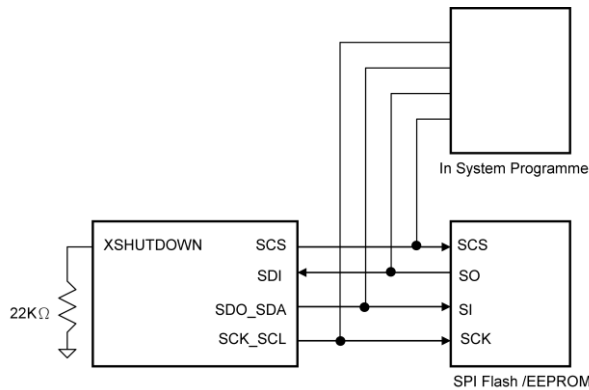 In System Programme
XSHUTDOWN SCS SCS
SDI SO
22KΩ SDO_SDA SI
SCK_SCL SCK
SPI Flash /EEPROM